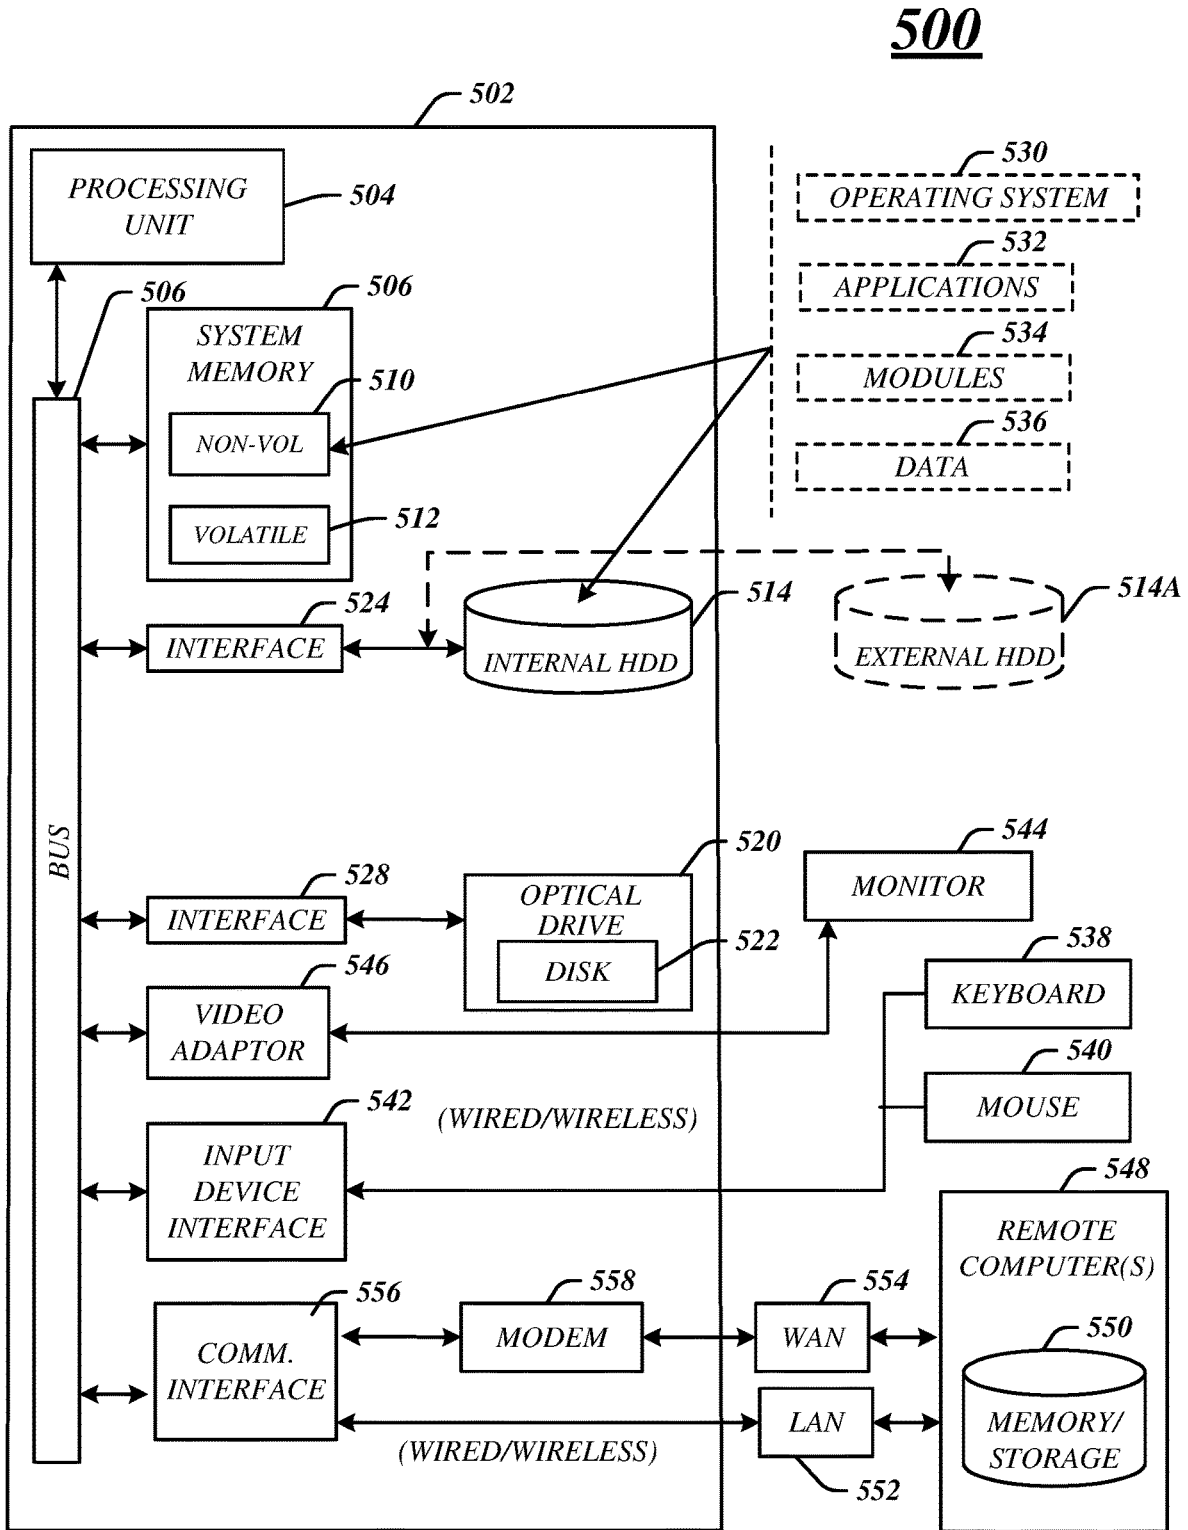 500
502
PROCESSING
UNIT
504
506
SYSTEM
MEMORY
506
510
NON-VOL
VOLATILE
512
530
OPERATING SYSTEM
532
APPLICATIONS
534
MODULES
536
DATA
524
INTERFACE
INTERNAL HDD
514
EXTERNAL HDD
514A
BUS
528
INTERFACE
520
OPTICAL
DRIVE
522
DISK
544
MONITOR
546
VIDEO
ADAPTOR
538
KEYBOARD
540
MOUSE
542
INPUT
DEVICE
INTERFACE
(WIRED/WIRELESS)
548
REMOTE
COMPUTER(S)
550
MEMORY/
STORAGE
556
COMM.
INTERFACE
558
MODEM
554
WAN
LAN
552
(WIRED/WIRELESS)